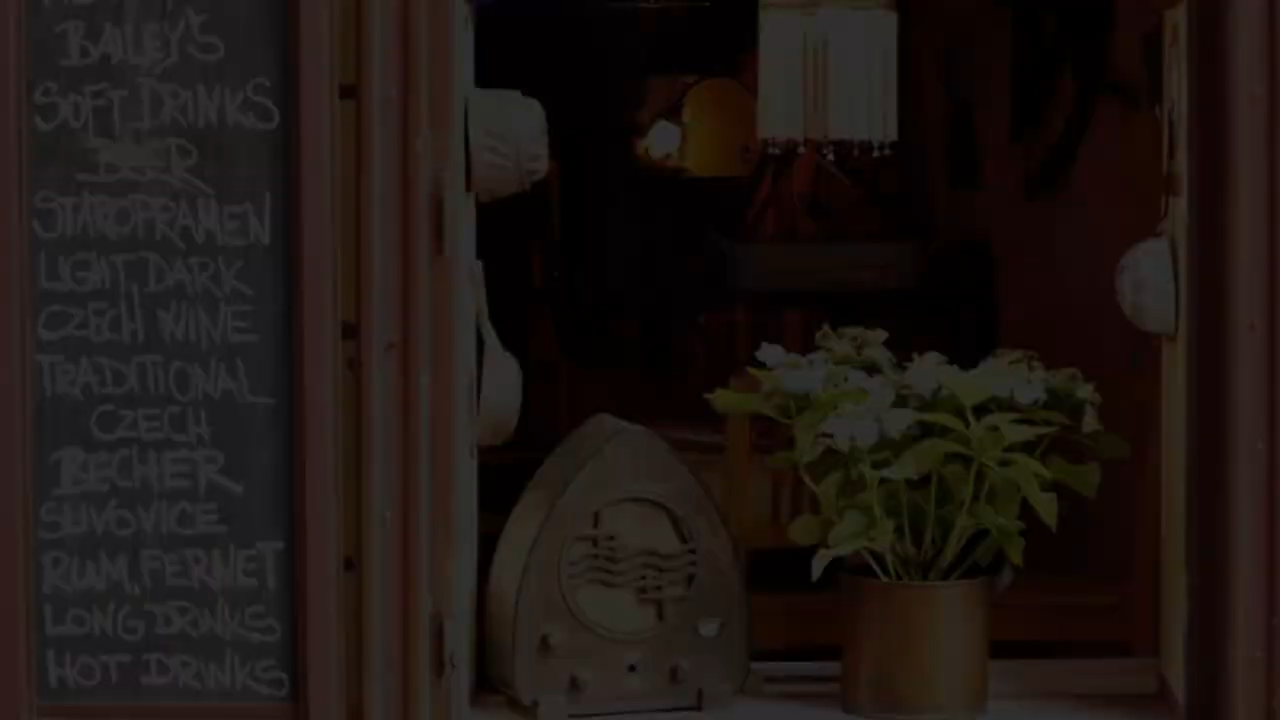 BAILEY'S
SOFT DRINKS
BEER
STAROPRAMEN
LIGHT, DARK
CZECH WINE
TRADITIONAL
CZECH
BECHER
SLIVOVICE
RUM, FERNET
LONG DRINKS
HOT DRINKS